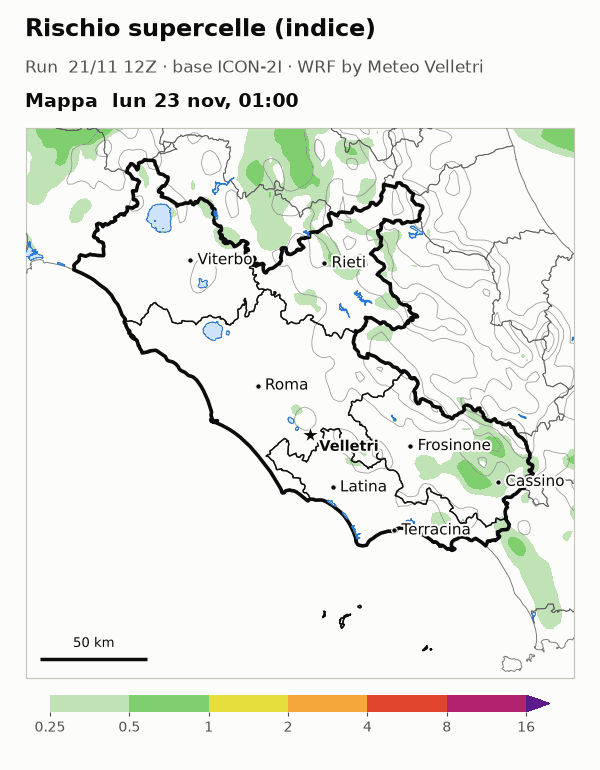 Rischio supercelle (indice)
Run  21/11 12Z · base ICON-2I · WRF by Meteo Velletri
Mappa  lun 23 nov, 01:00
Viterbo
Rieti
Roma
Velletri
Frosinone
Cassino
Latina
Terracina
50 km
0.25 0.5 1 2 4 8 16